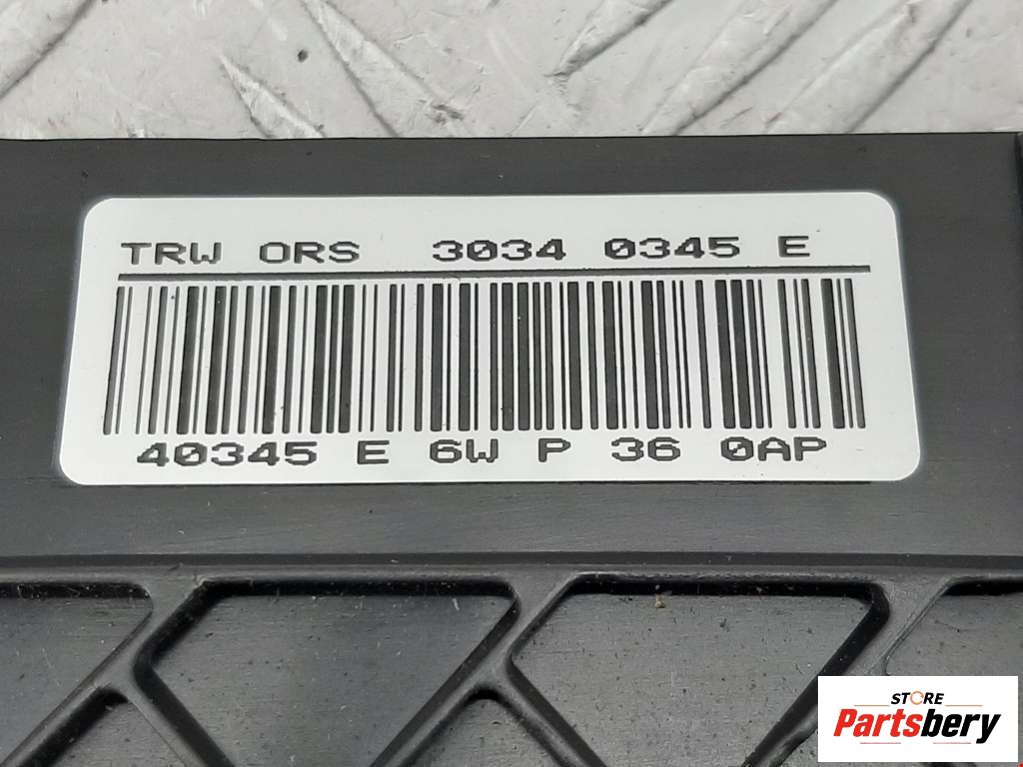 TRW ORS 3034 0345 E
40345 E 6W P 36 0AP
STORE
Partsbery